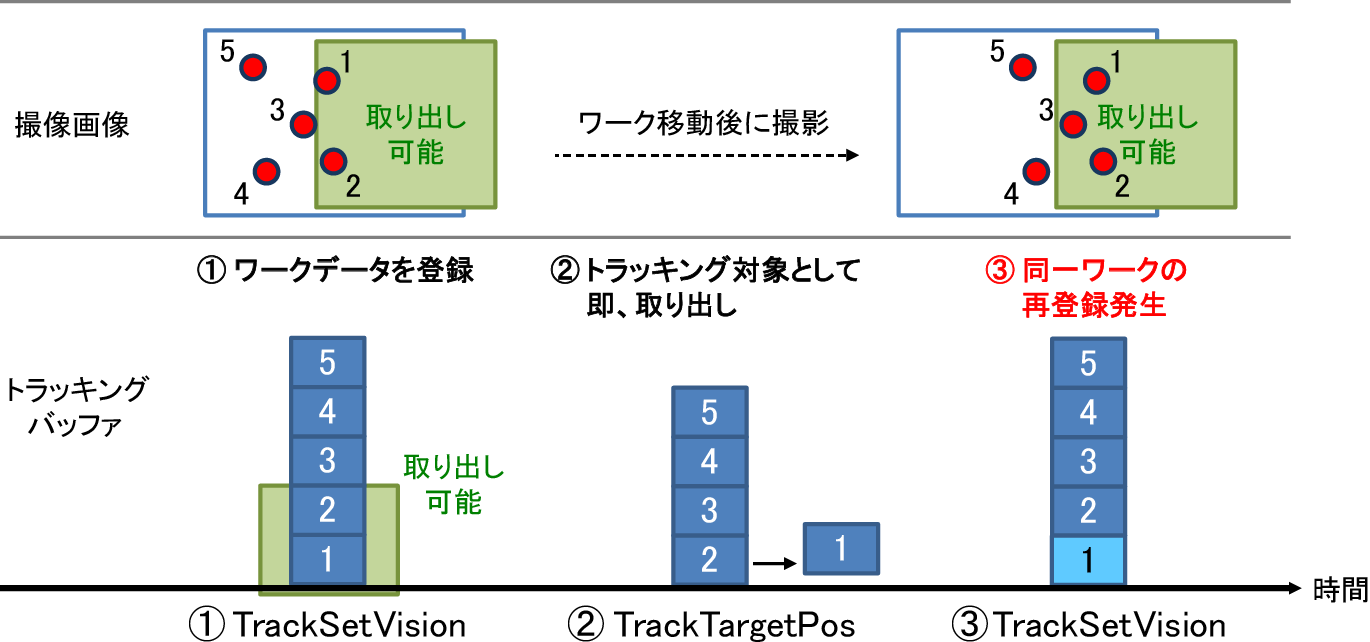 撮像画像
5
1
3
取り出し
可能
4
2
ワーク移動後に撮影
5
1
3
取り出し
可能
4
2
① ワークデータを登録
② トラッキング対象として
即、取り出し
③ 同一ワークの
再登録発生
トラッキング
バッファ
5
4
3
2
1
取り出し
可能
5
4
3
2
1
5
4
3
2
1
時間
① TrackSetVision
② TrackTargetPos
③ TrackSetVision